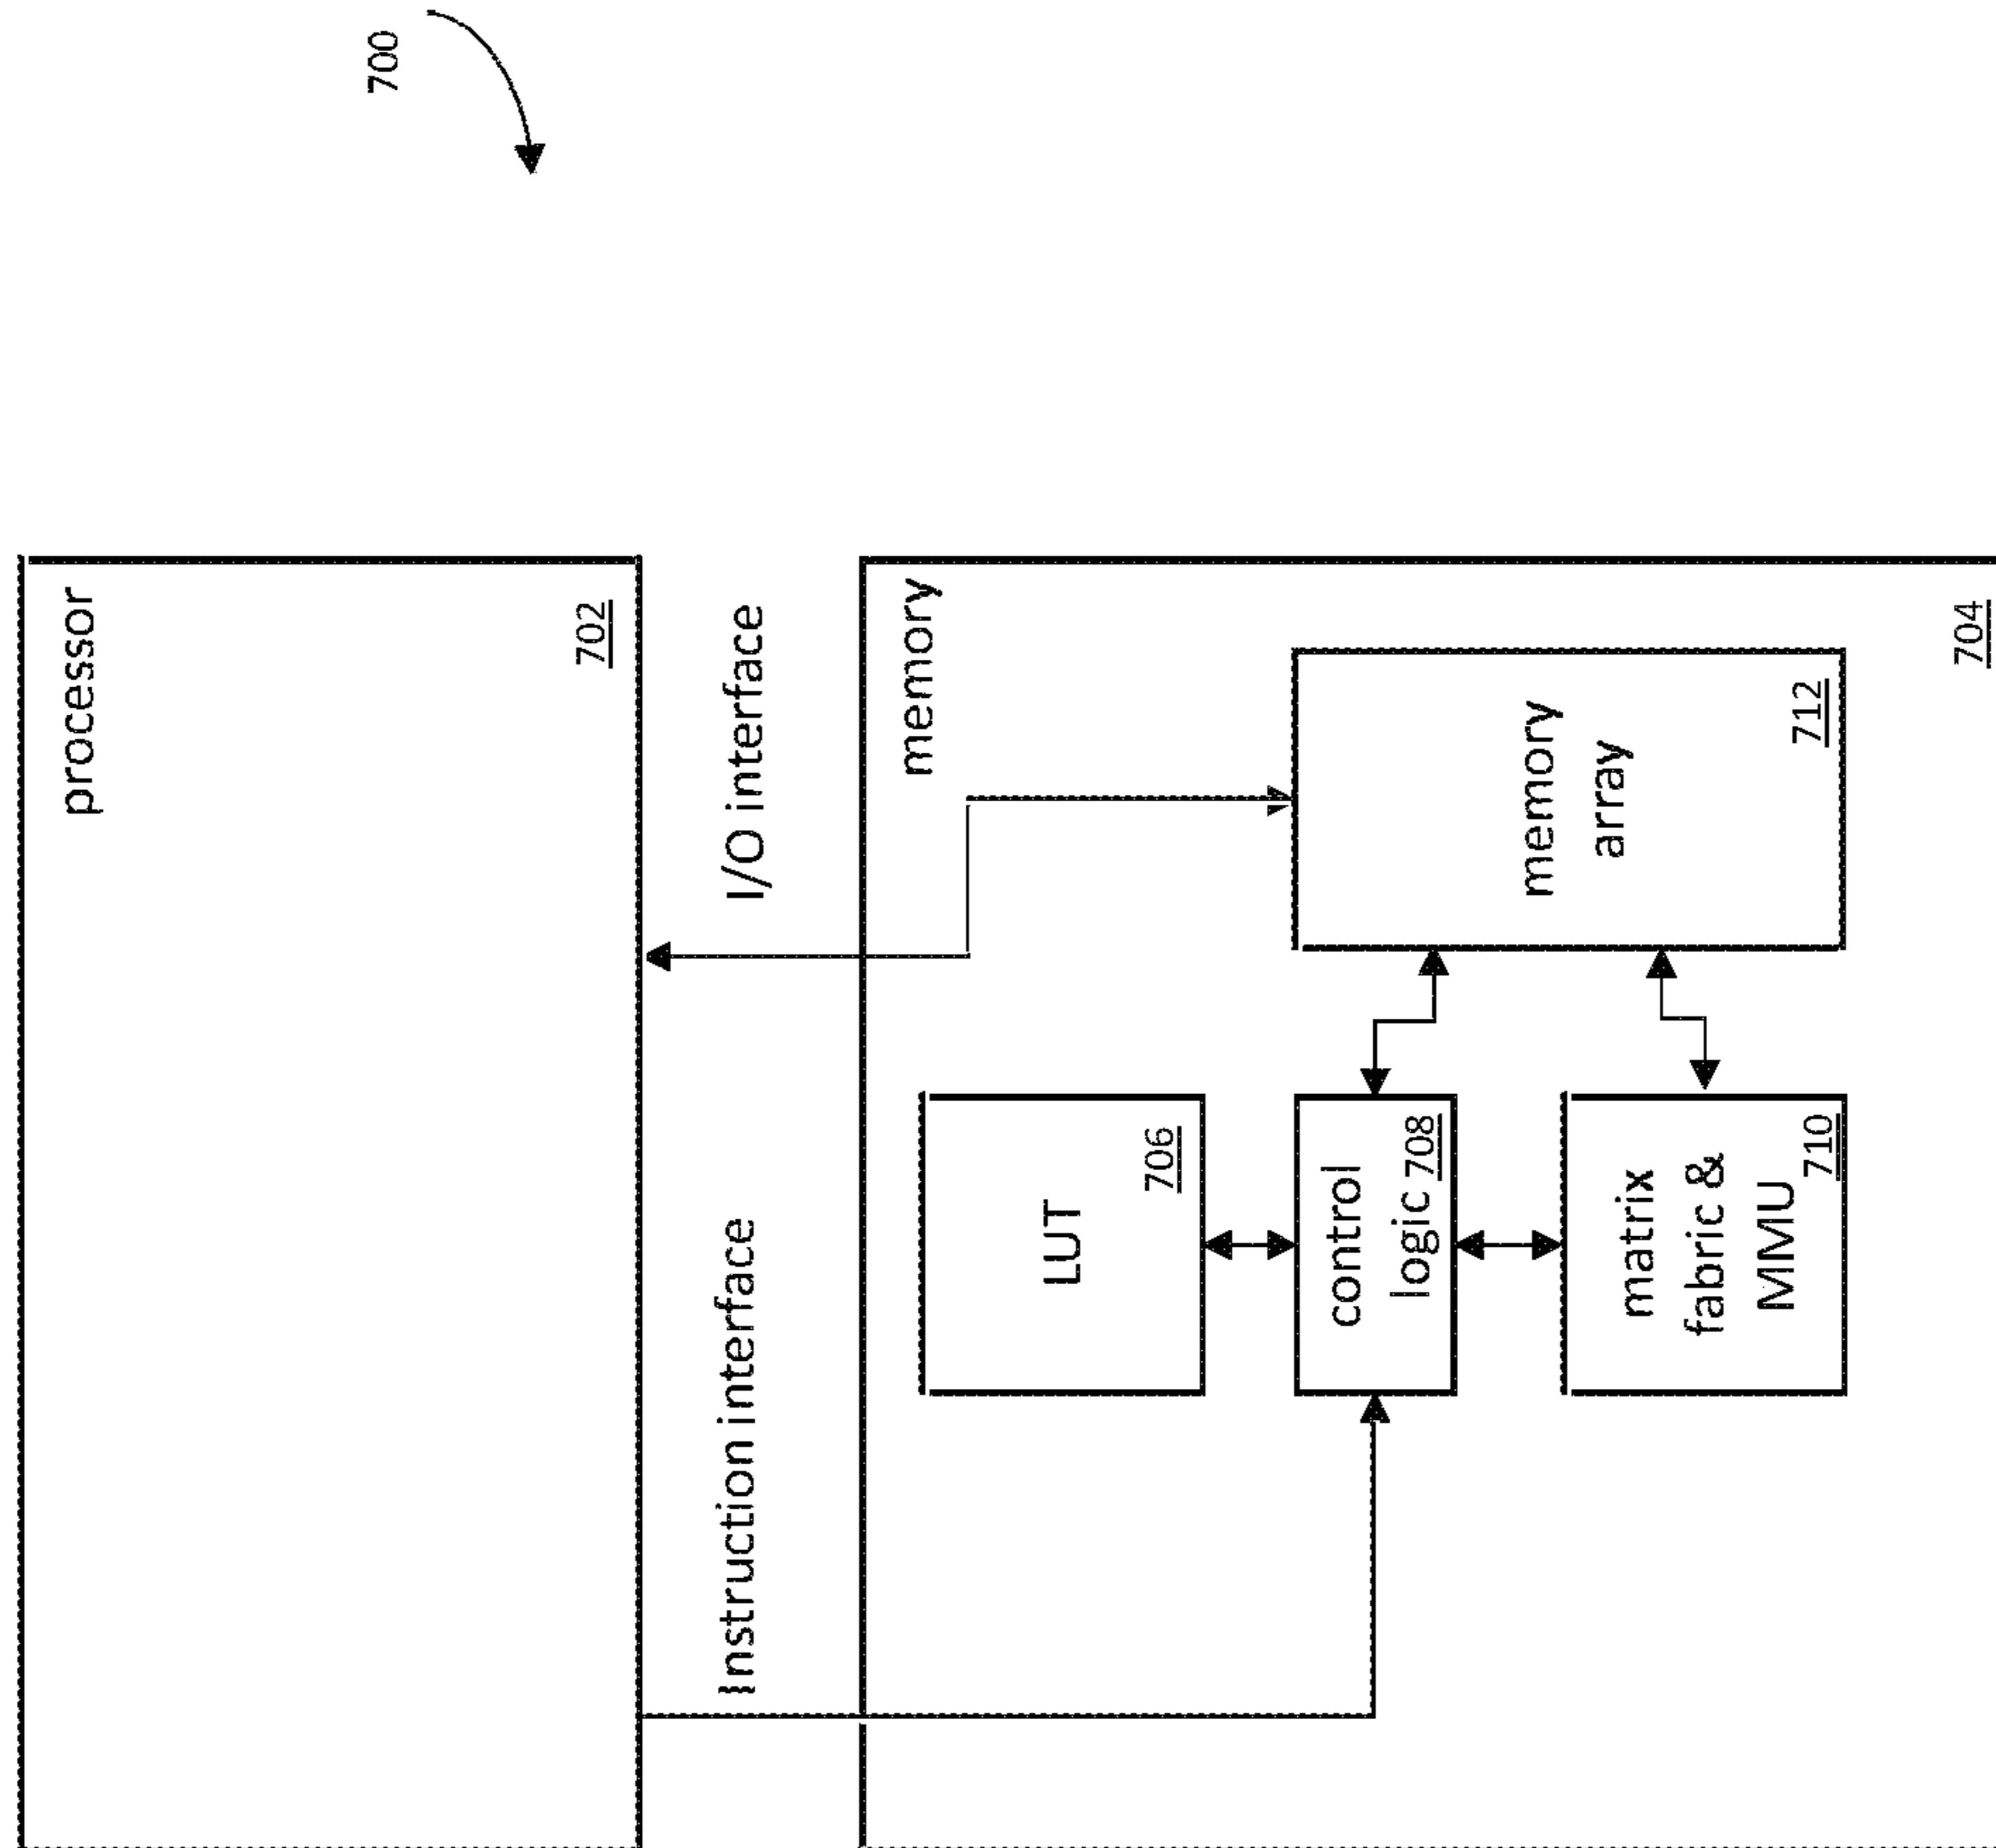 700
processor
702
Instruction interface
I/O interface
memory
LUT
706
control
logic 708
matrix
fabric &
MMU
710
memory
array
712
704